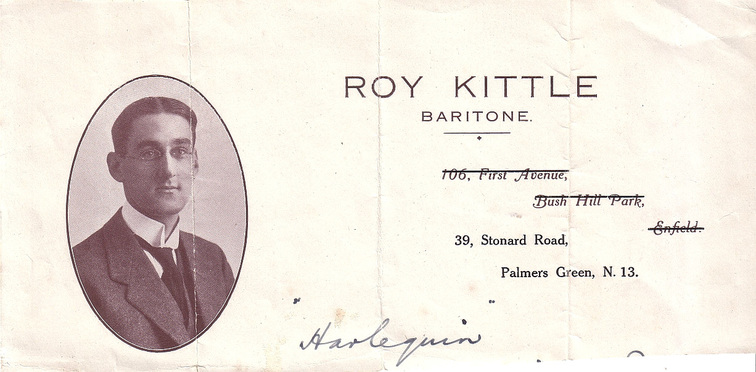 ROY KITTLE
BARITONE.
106, First Avenue,
Bush Hill Park,
Enfield.
39, Stonard Road,
Palmers Green, N. 13.
"Harlequin"